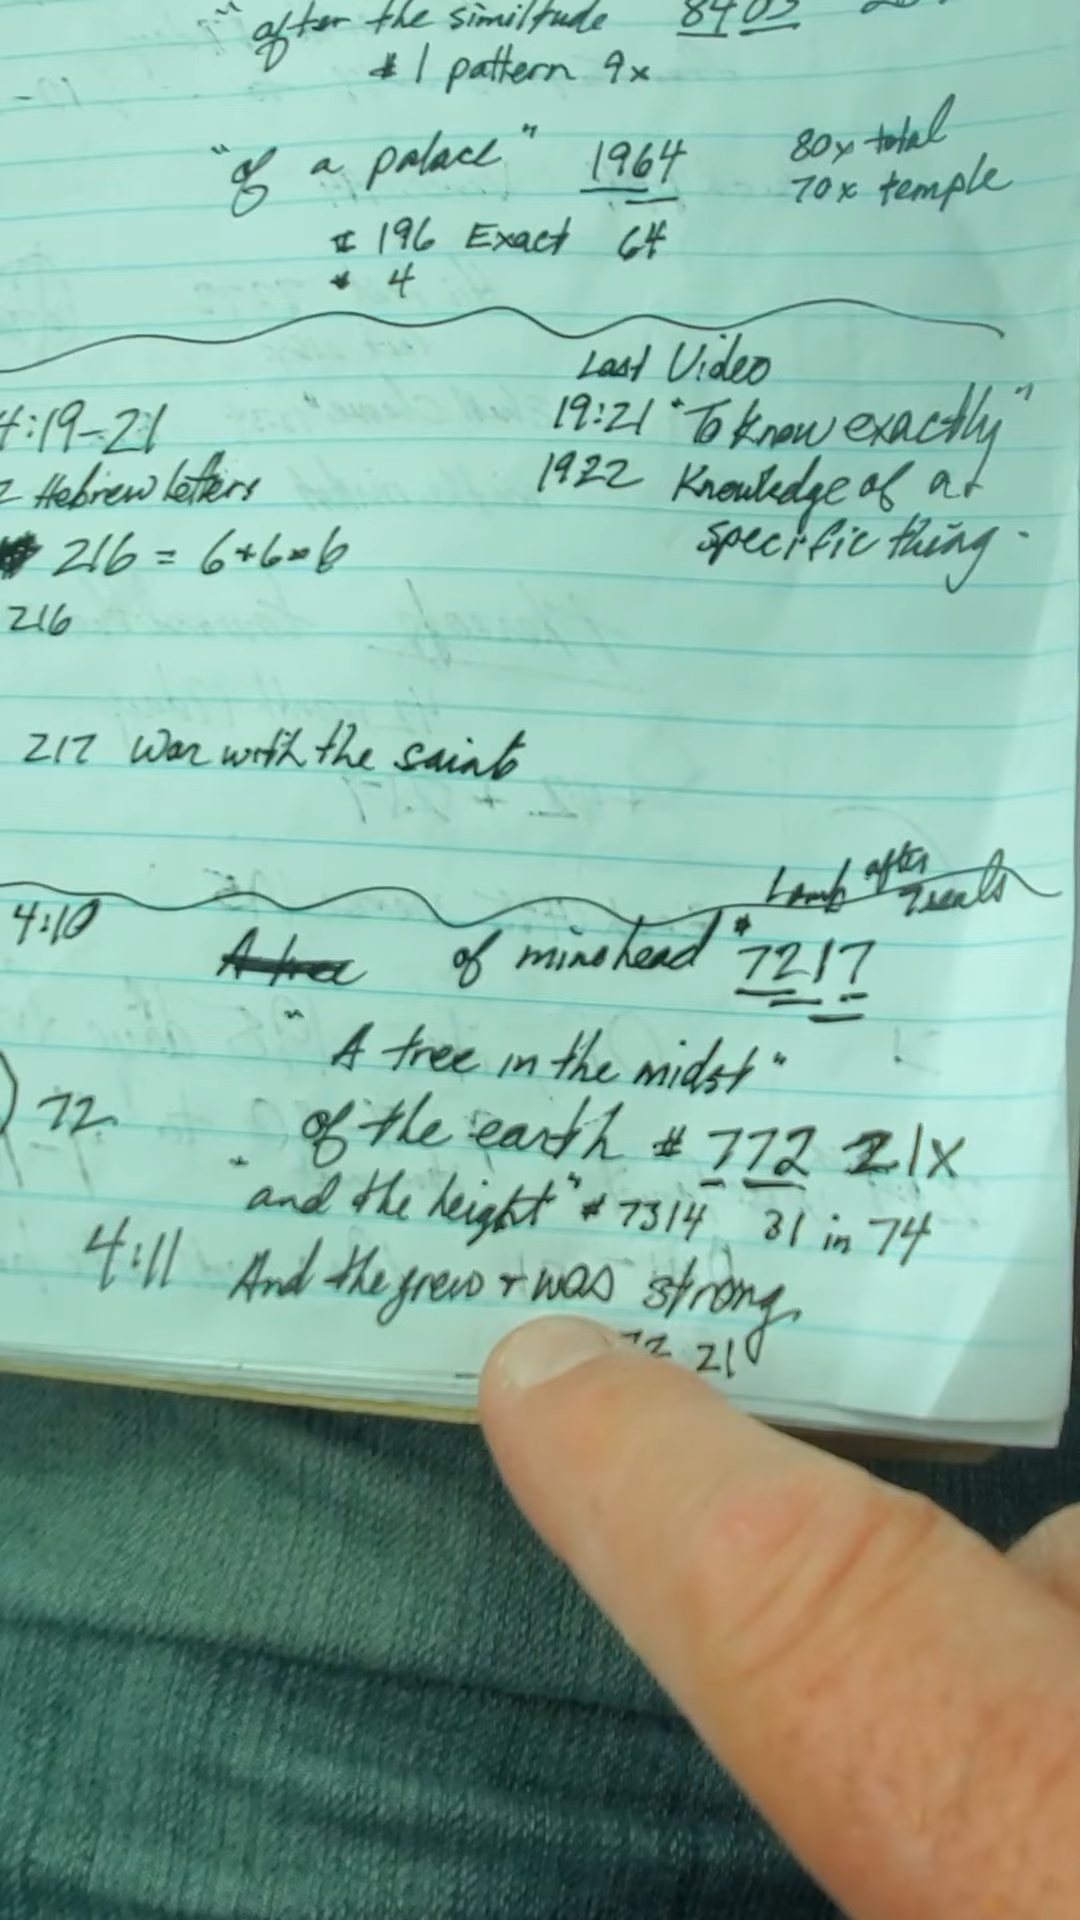 "after the similtude 8403
# 1 pattern 9x
"of a palace" 1964 80x total
70x temple
# 196 Exact 64
# 4
Last Video
4:19-21 19:21 "To know exactly"
Hebrew letters 1922 Knowledge of a
specific thing.
216 = 6+6=6
216
217 War with the saints
Lamb after
7 seals
4:10 A tree of mine head # 7217
" A tree in the midst "
72 of the earth # 772 21x
" and the height " # 7314 31 in 74
4:11 And the grew + was strong
72 21